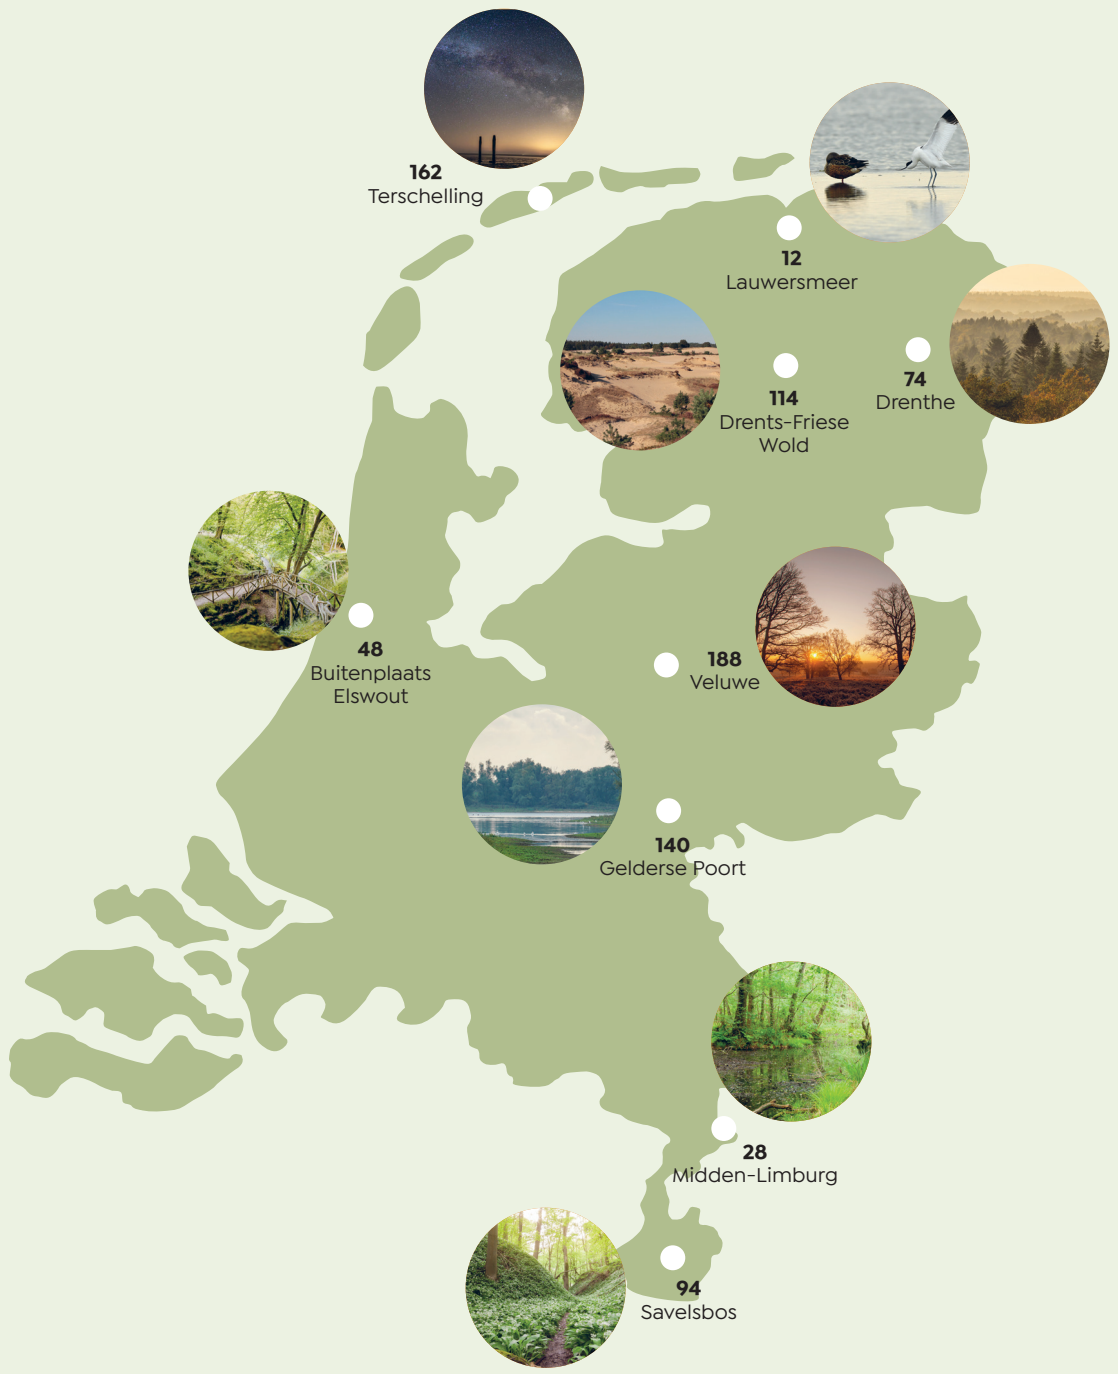 162
Terschelling
12
Lauwersmeer
74
Drenthe
114
Drents-Friese
Wold
48
Buitenplaats
Elswout
188
Veluwe
140
Gelderse Poort
28
Midden-Limburg
94
Savelsbos